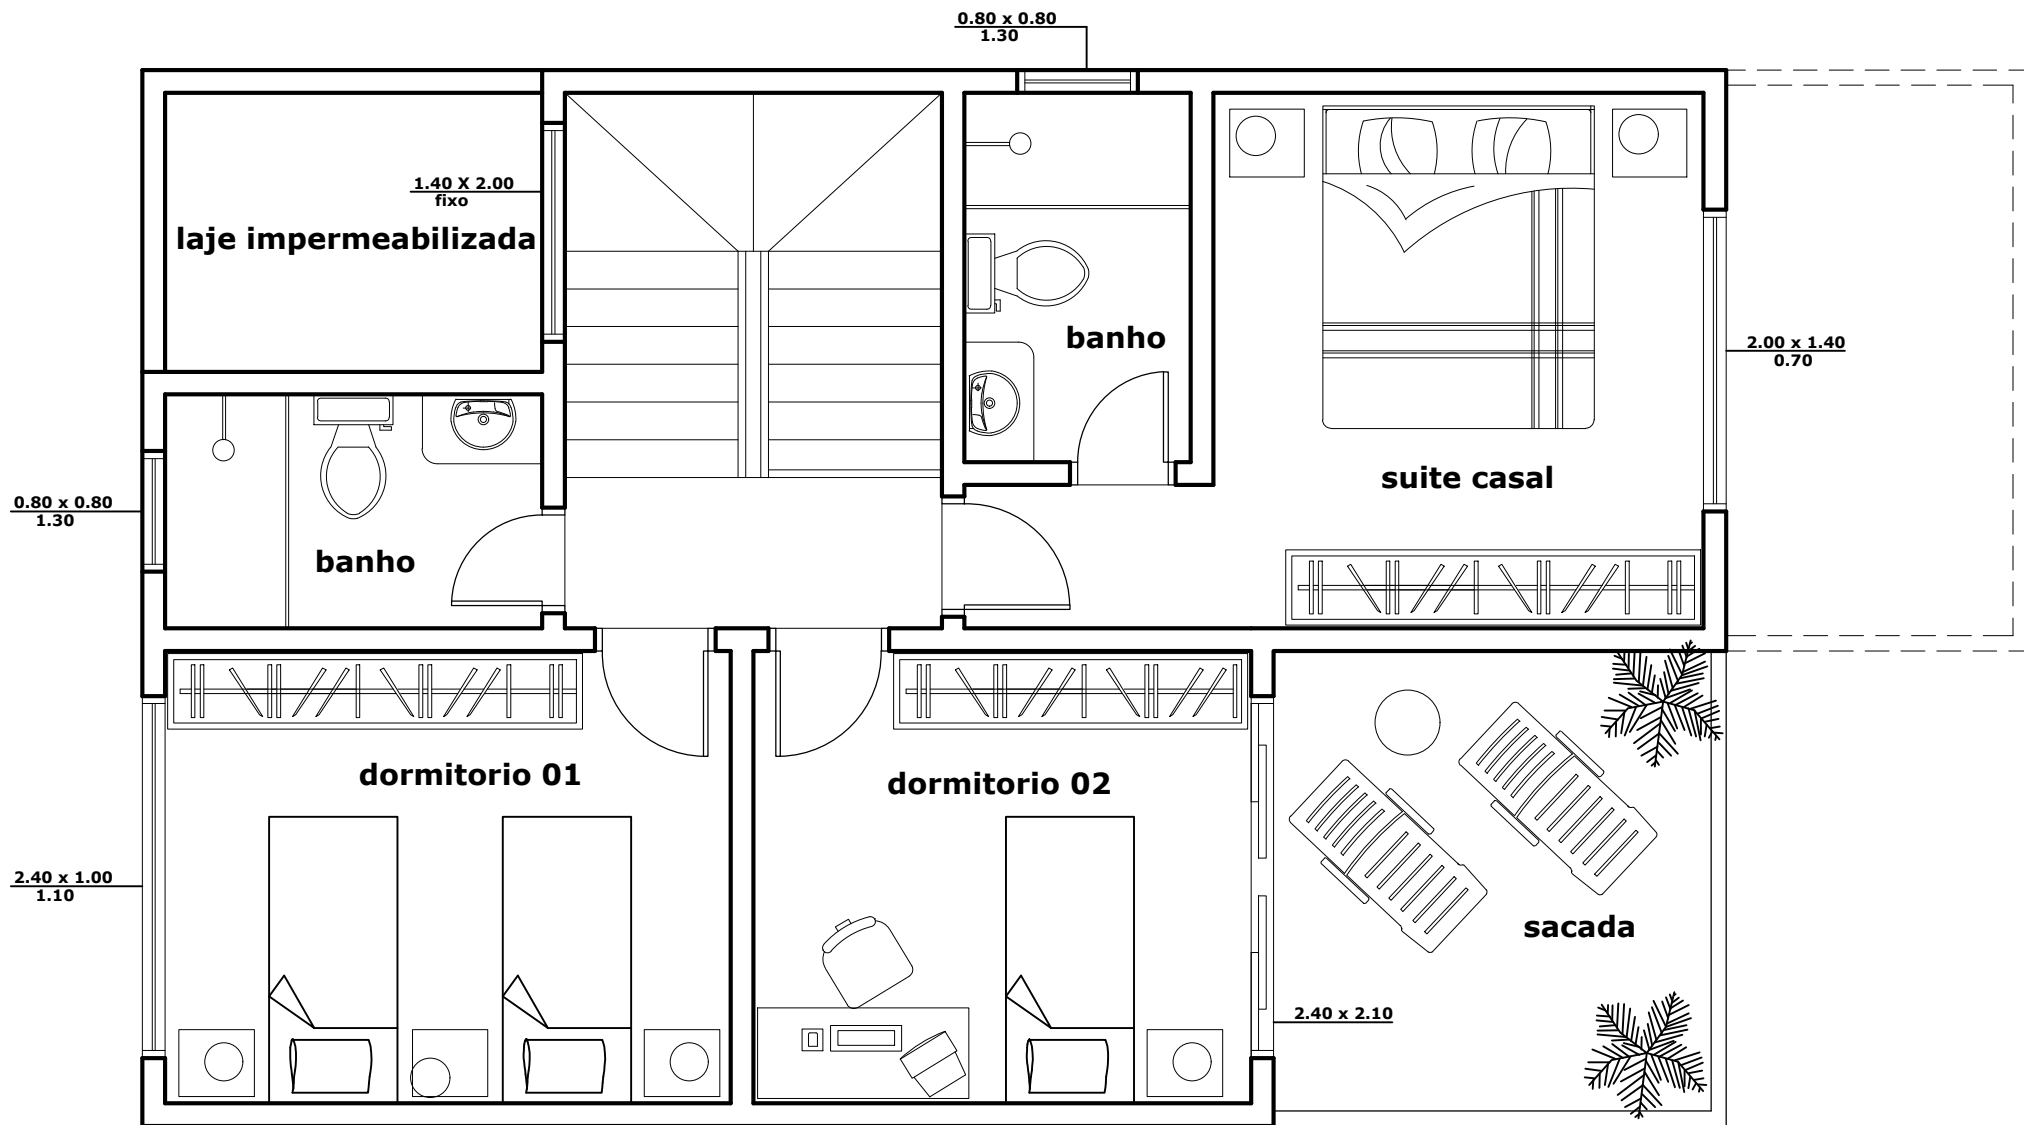 0.80 x 0.80
1.30
1.40 X 2.00
fixo
laje impermeabilizada
banho
2.00 x 1.40
0.70
suite casal
0.80 x 0.80
1.30
banho
dormitorio 01
dormitorio 02
2.40 x 1.00
1.10
sacada
2.40 x 2.10